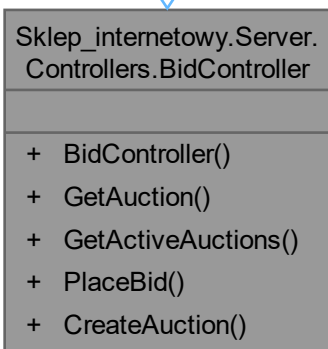 Sklep_internetowy.Server.
Controllers.BidController
+ BidController()
+ GetAuction()
+ GetActiveAuctions()
+ PlaceBid()
+ CreateAuction()